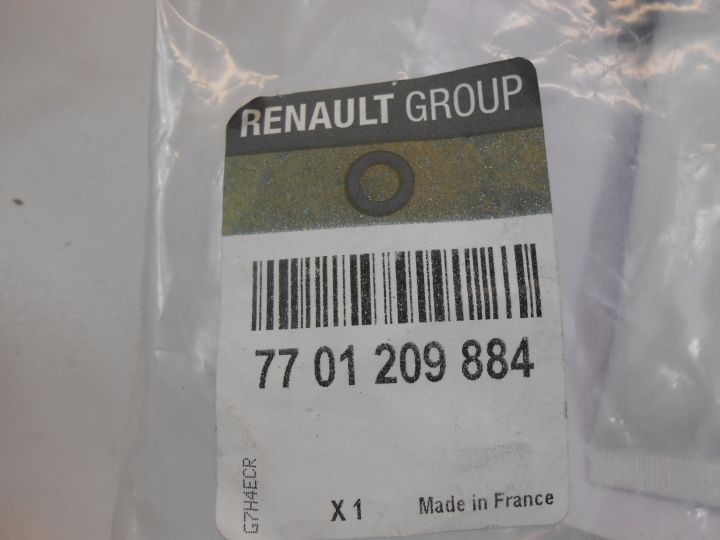 RENAULT GROUP
77 01 209 884
G7H4ECR
X 1
Made in France